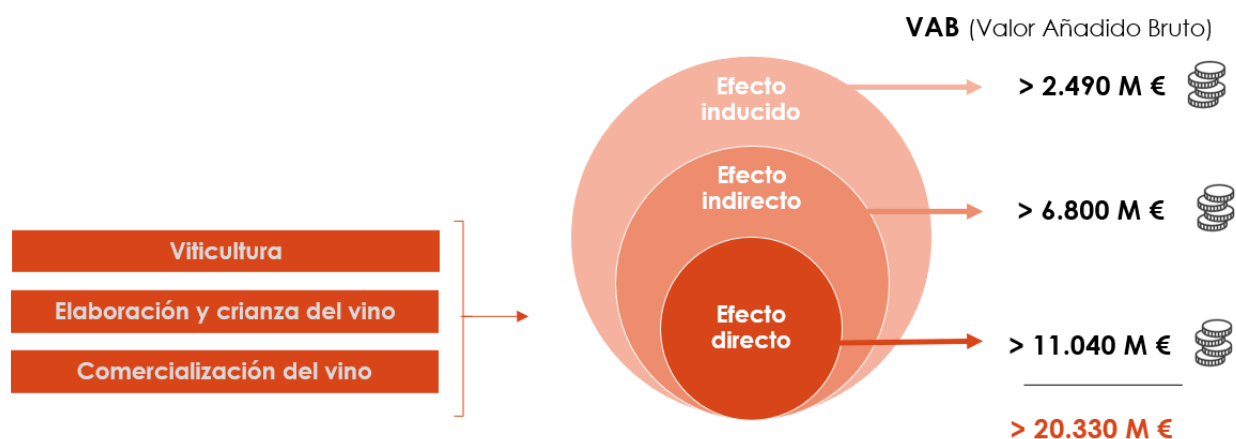 VAB (Valor Añadido Bruto)
Efecto
inducido
> 2.490 M €
Efecto
indirecto
> 6.800 M €
Viticultura
Elaboración y crianza del vino
Comercialización del vino
Efecto
directo
> 11.040 M €
> 20.330 M €